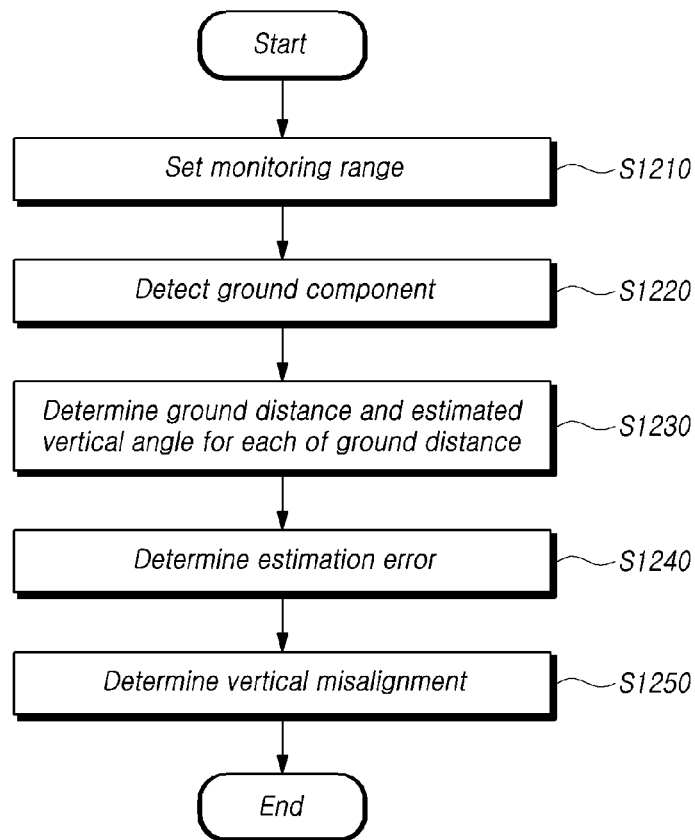 Start
Set monitoring range
S1210
Detect ground component
S1220
Determine ground distance and estimated
vertical angle for each of ground distance
S1230
Determine estimation error
S1240
Determine vertical misalignment
S1250
End